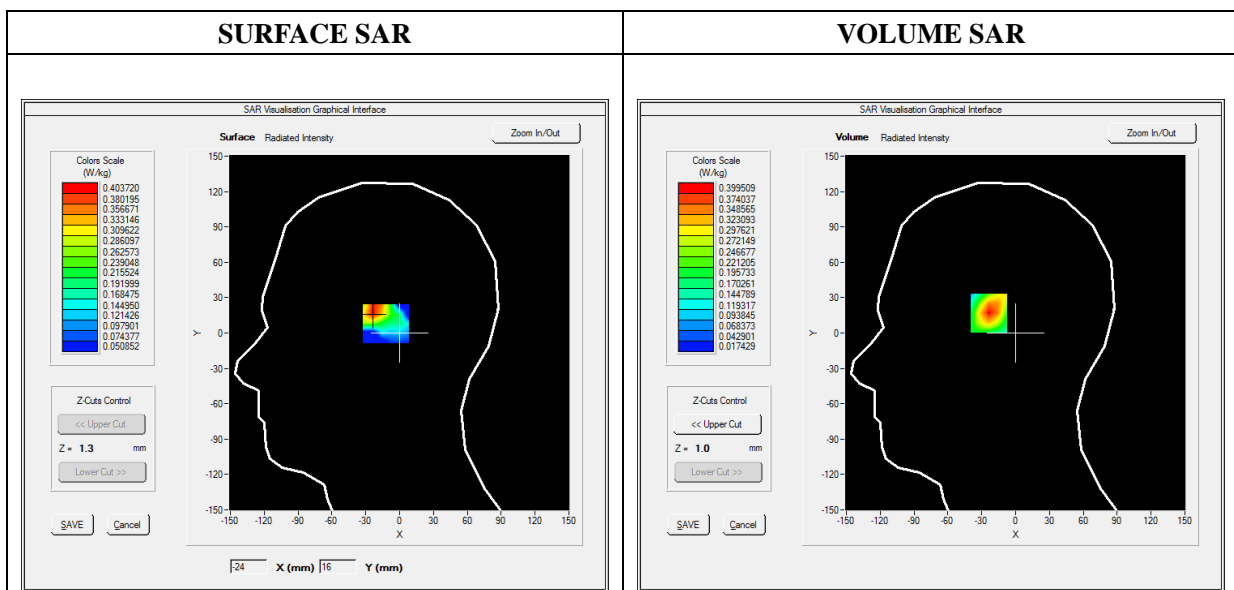 SURFACE SAR
VOLUME SAR
SAR Visualisation Graphical Interface
Surface Radiated Intensity
Zoom In/Out
Colors Scale
(W/kg)
0.403720
0.380195
0.356671
0.333146
0.309622
0.286097
0.262573
0.239048
0.215524
0.191999
0.168475
0.144950
0.121426
0.097901
0.074377
0.050852
Z-Cuts Control
<< Upper Cut
Z = 1.3 mm
Lower Cut >>
SAVE Cancel
150
120
90
60
30
0
-30
-60
-90
-120
-150
Y
-150 -120 -90 -60 -30 0 30 60 90 120 150
X
-24 X (mm) 16 Y (mm)
SAR Visualisation Graphical Interface
Volume Radiated Intensity
Zoom In/Out
Colors Scale
(W/kg)
0.399509
0.374037
0.348565
0.323093
0.297621
0.272149
0.246677
0.221205
0.195733
0.170261
0.144789
0.119317
0.093845
0.068373
0.042901
0.017429
Z-Cuts Control
<< Upper Cut
Z = 1.0 mm
Lower Cut >>
SAVE Cancel
150
120
90
60
30
0
-30
-60
-90
-120
-150
Y
-150 -120 -90 -60 -30 0 30 60 90 120 150
X